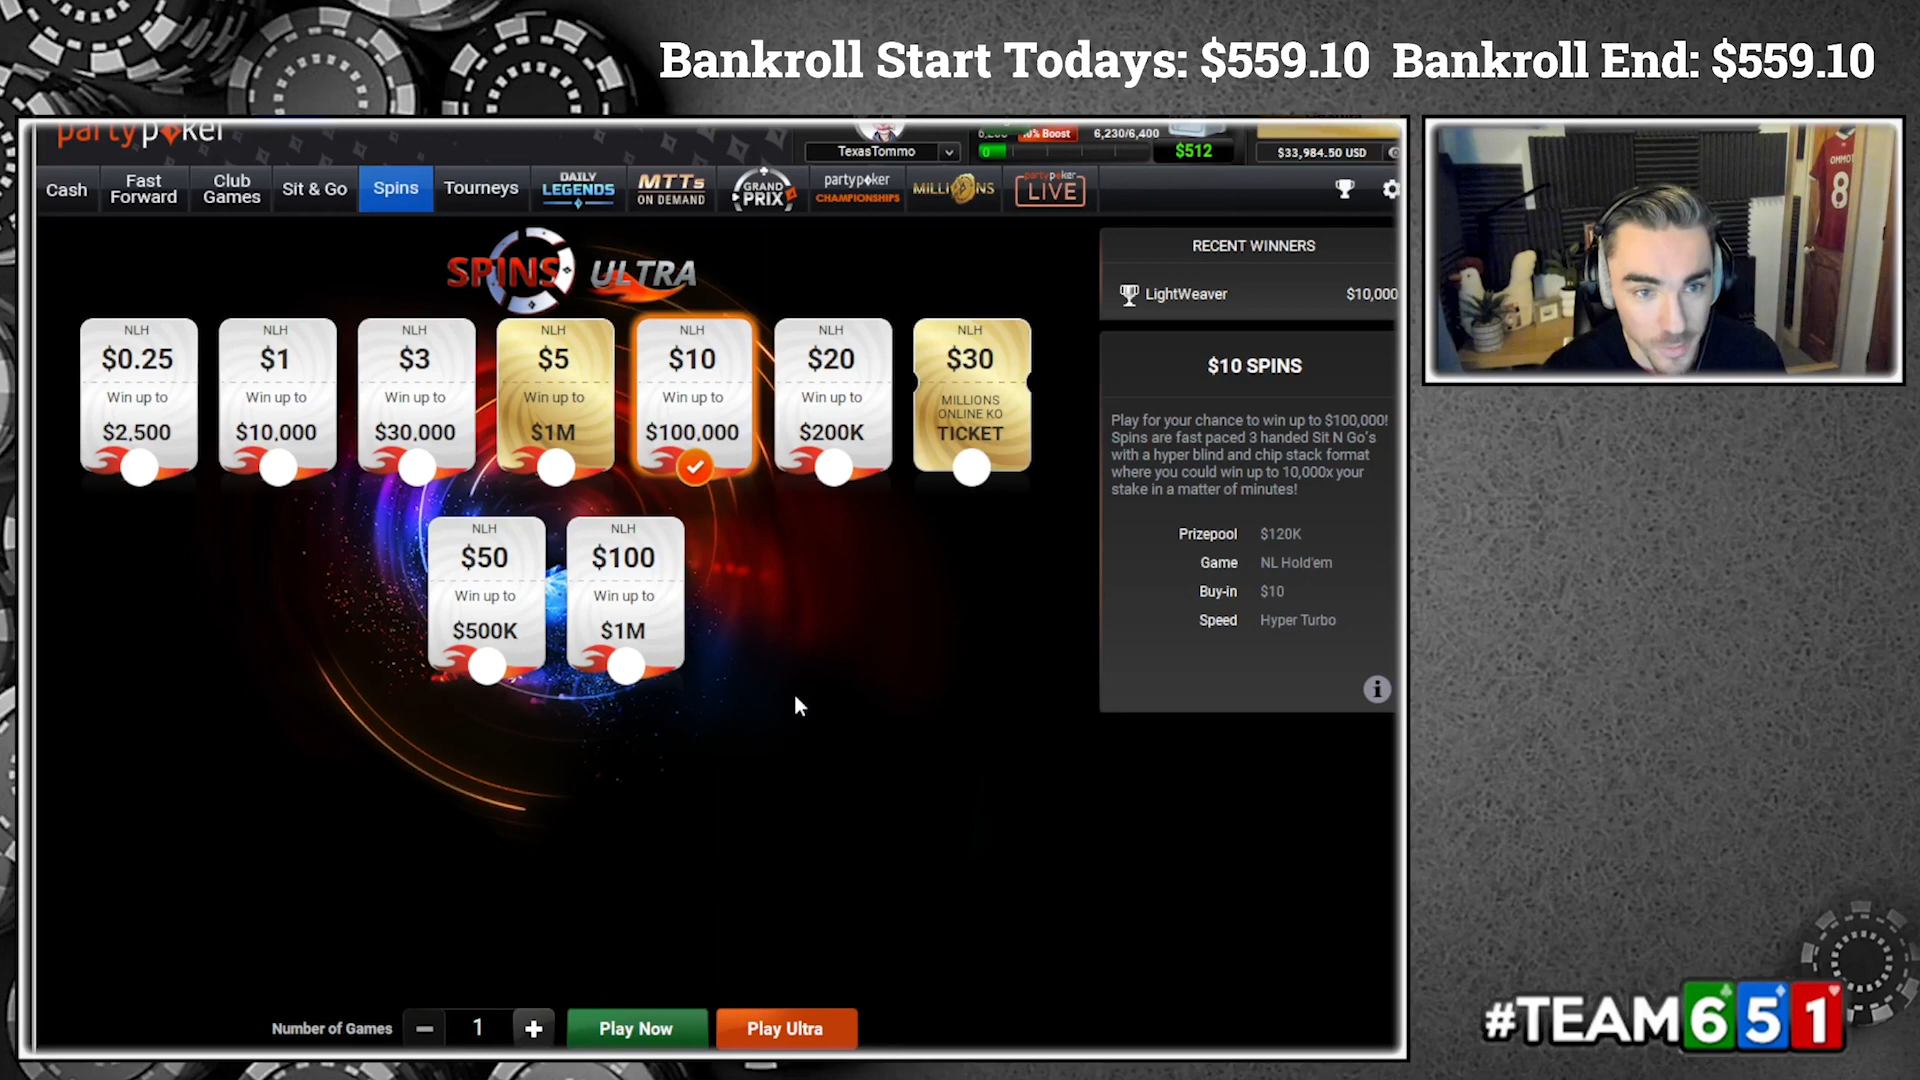 Bankroll Start Todays: $559.10 Bankroll End: $559.10
partypoker
TexasTommo
10% Boost
6,230/6,400
0
$512
$33,984.50 USD
Cash
Fast Forward
Club Games
Sit & Go
Spins
Tourneys
DAILY LEGENDS
MTTs ON DEMAND
GRAND PRIX
partypoker CHAMPIONSHIPS
MILLIONS
partypoker LIVE
SPINS ULTRA
NLH
$0.25
Win up to
$2,500
NLH
$1
Win up to
$10,000
NLH
$3
Win up to
$30,000
NLH
$5
Win up to
$1M
NLH
$10
Win up to
$100,000
NLH
$20
Win up to
$200K
NLH
$30
MILLIONS
ONLINE KO
TICKET
NLH
$50
Win up to
$500K
NLH
$100
Win up to
$1M
RECENT WINNERS
LightWeaver $10,000
$10 SPINS
Play for your chance to win up to $100,000!
Spins are fast paced 3 handed Sit N Go's
with a hyper blind and chip stack format
where you could win up to 10,000x your
stake in a matter of minutes!
Prizepool $120K
Game NL Hold'em
Buy-in $10
Speed Hyper Turbo
i
Number of Games − 1 +
Play Now
Play Ultra
OMMO
8
#TEAM651